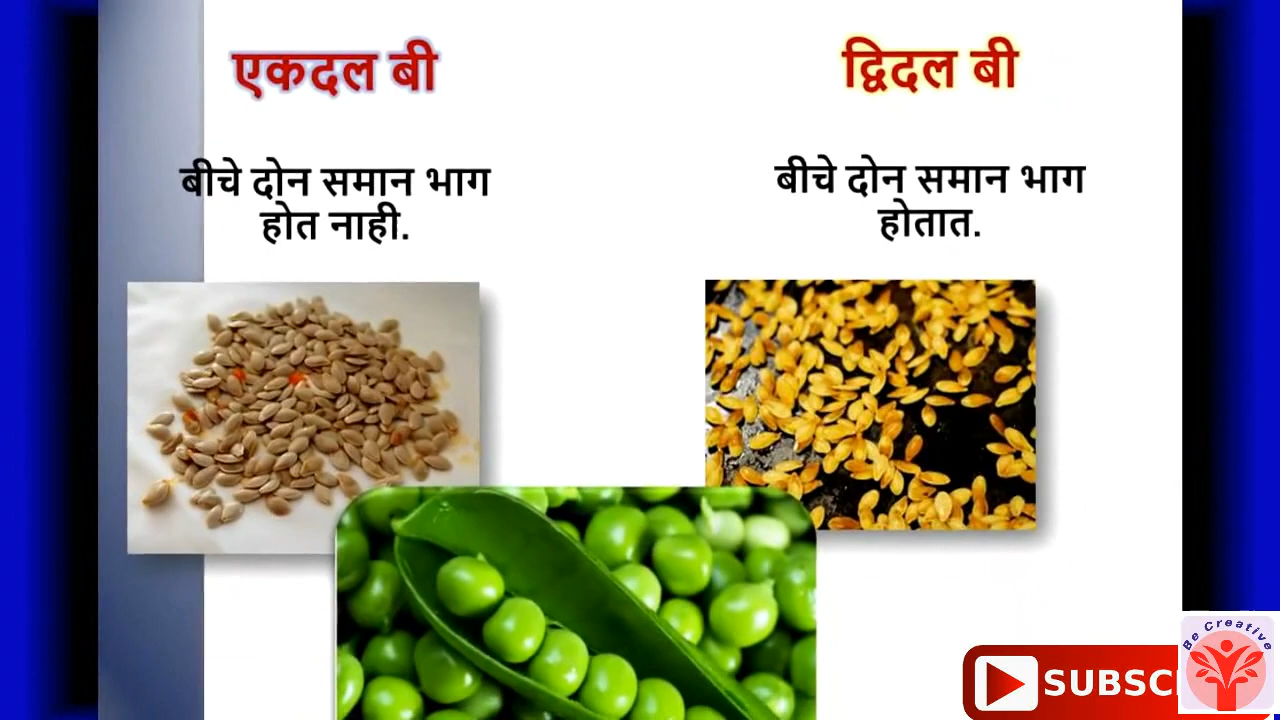 एकदल बी
बीचे दोन समान भाग
होत नाही.
द्विदल बी
बीचे दोन समान भाग
होतात.
SUBSC
Be Creative